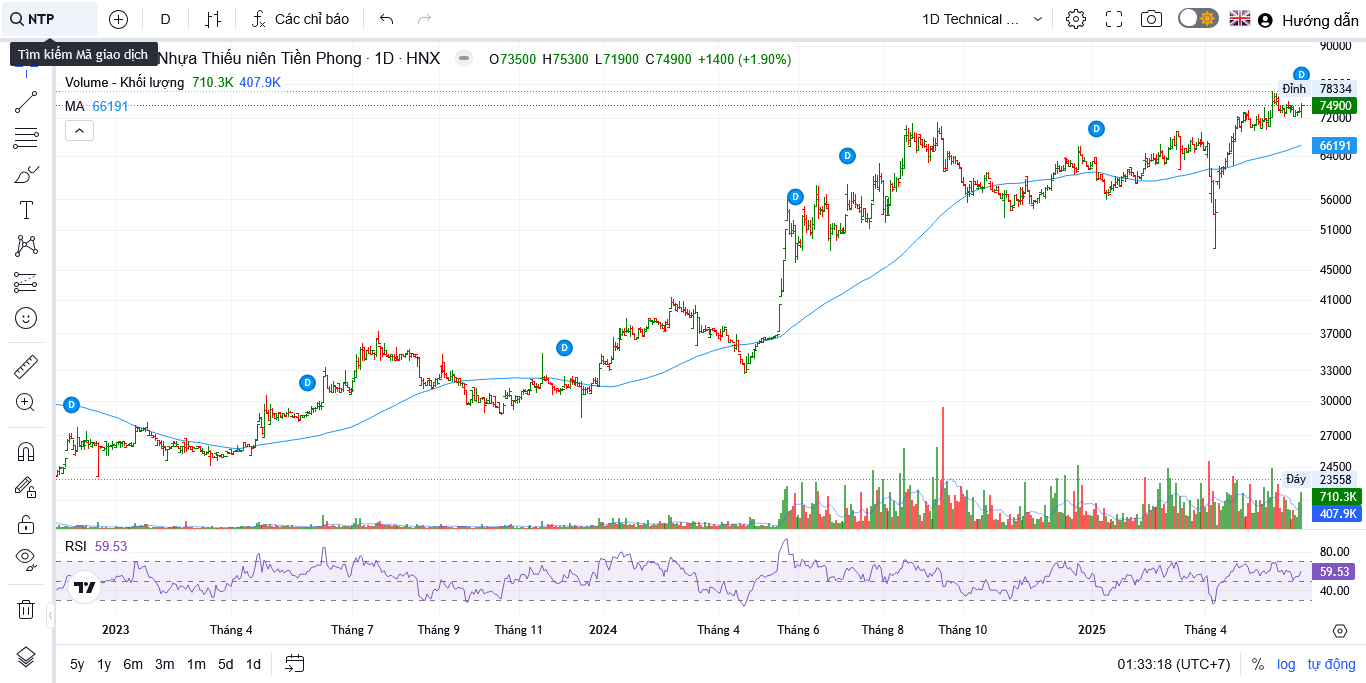 NTP
D
Các chỉ báo
1D Technical ...
Hướng dẫn
Tìm kiếm Mã giao dịch
Nhựa Thiếu niên Tiền Phong · 1D · HNX
O73500 H75300 L71900 C74900 +1400 (+1.90%)
Volume - Khối lượng 710.3K 407.9K
MA 66191
D
D
D
D
D
D
D
90000
Đỉnh 78334
74900
72000
66191
64000
56000
51000
45000
41000
37000
33000
30000
27000
24500
Đáy 23558
710.3K
407.9K
RSI 59.53
80.00
59.53
40.00
2023 Tháng 4 Tháng 7 Tháng 9 Tháng 11 2024 Tháng 4 Tháng 6 Tháng 8 Tháng 10 2025 Tháng 4
5y 1y 6m 3m 1m 5d 1d
01:33:18 (UTC+7) % log tự động